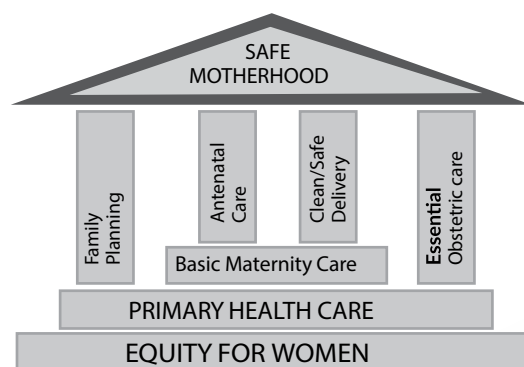 SAFE
MOTHERHOOD
Family
Planning
Antenatal
Care
Clean/Safe
Delivery
Essential
Obstetric care
Basic Maternity Care
PRIMARY HEALTH CARE
EQUITY FOR WOMEN